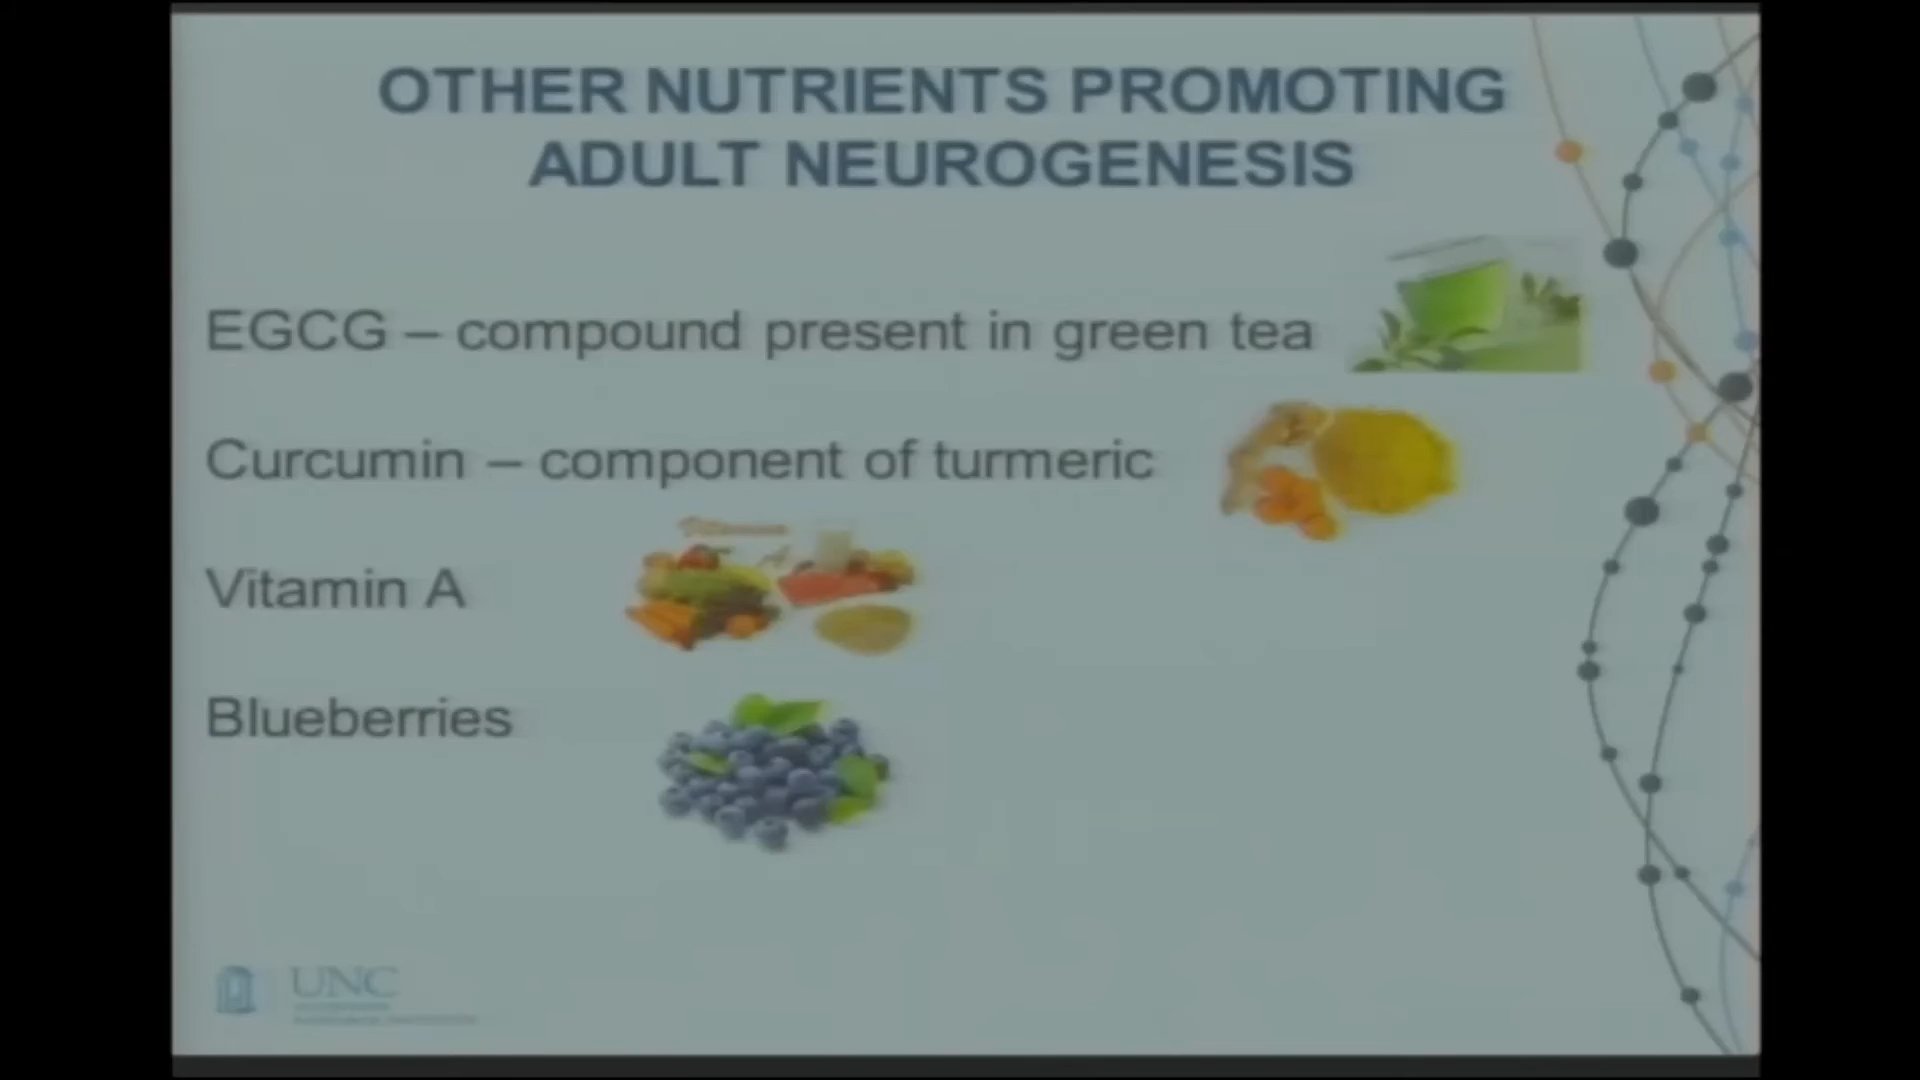 OTHER NUTRIENTS PROMOTING
ADULT NEUROGENESIS
EGCG – compound present in green tea
Curcumin – component of turmeric
Vitamin A
Blueberries
UNC